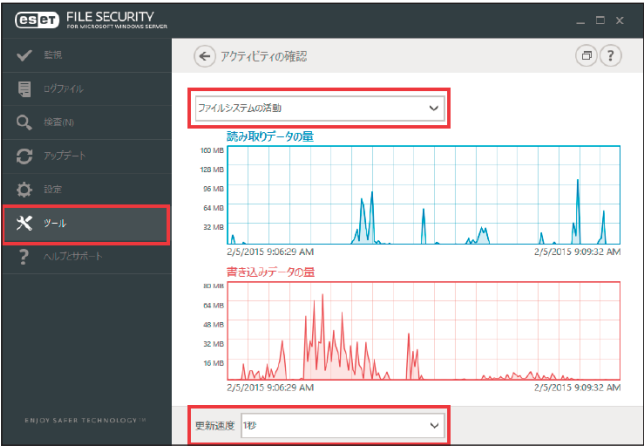 eset FILE SECURITY
FOR MICROSOFT WINDOWS SERVER
監視
ログファイル
検査(N)
アップデート
設定
ツール
ヘルプとサポート
ENJOY SAFER TECHNOLOGY™
アクティビティの確認
?
ファイルシステムの活動
読み取りデータの量
160 MB
128 MB
96 MB
64 MB
32 MB
2/5/2015 9:06:29 AM 2/5/2015 9:09:32 AM
書き込みデータの量
80 MB
64 MB
48 MB
32 MB
16 MB
2/5/2015 9:06:29 AM 2/5/2015 9:09:32 AM
更新速度 1秒